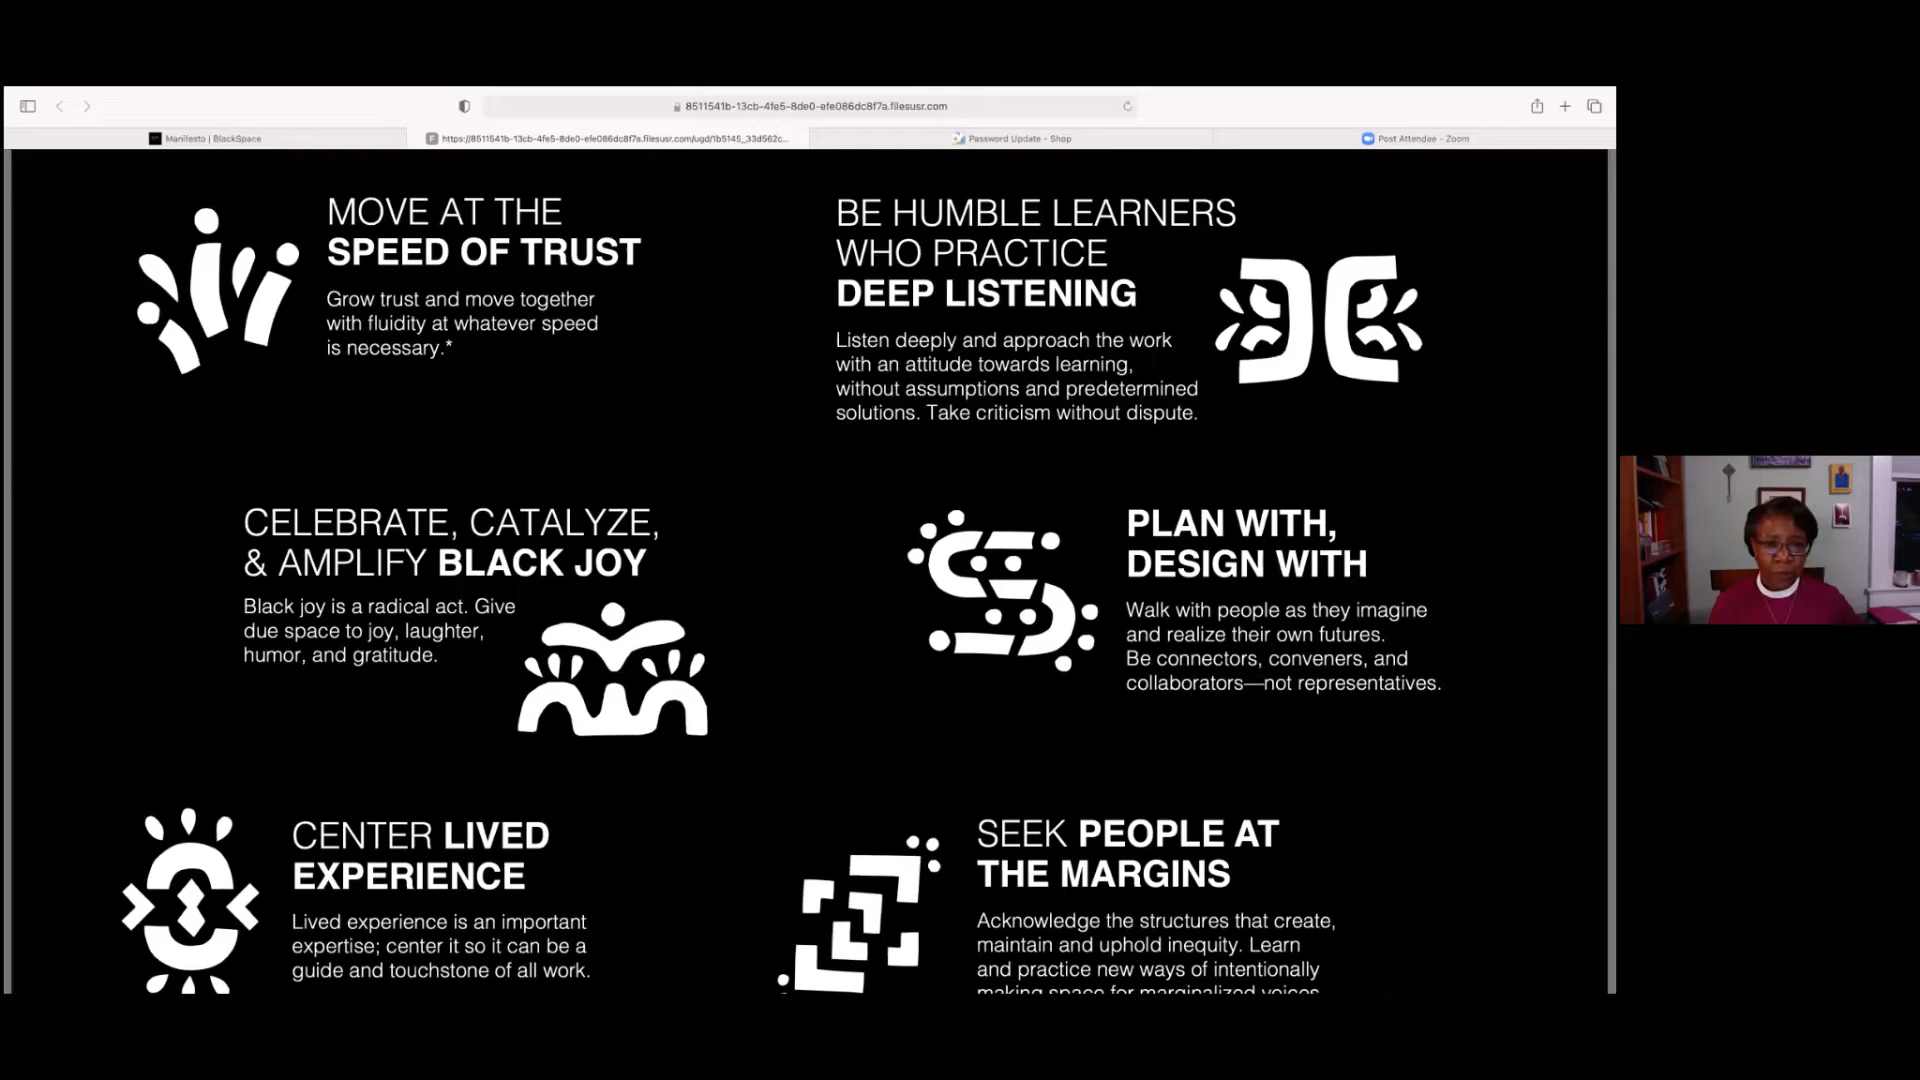 8511541b-13cb-4fe5-8de0-efe086dc8f7a.filesusr.com
Manifesto | BlackSpace
https://8511541b-13cb-4fe5-8de0-efe086dc8f7a.filesusr.com/ugd/1b5145_33d562c...
Password Update - Shop
Post Attendee - Zoom
MOVE AT THE
SPEED OF TRUST
Grow trust and move together
with fluidity at whatever speed
is necessary.*
BE HUMBLE LEARNERS
WHO PRACTICE
DEEP LISTENING
Listen deeply and approach the work
with an attitude towards learning,
without assumptions and predetermined
solutions. Take criticism without dispute.
CELEBRATE, CATALYZE,
& AMPLIFY BLACK JOY
Black joy is a radical act. Give
due space to joy, laughter,
humor, and gratitude.
PLAN WITH,
DESIGN WITH
Walk with people as they imagine
and realize their own futures.
Be connectors, conveners, and
collaborators—not representatives.
CENTER LIVED
EXPERIENCE
Lived experience is an important
expertise; center it so it can be a
guide and touchstone of all work.
SEEK PEOPLE AT
THE MARGINS
Acknowledge the structures that create,
maintain and uphold inequity. Learn
and practice new ways of intentionally
making space for marginalized voices